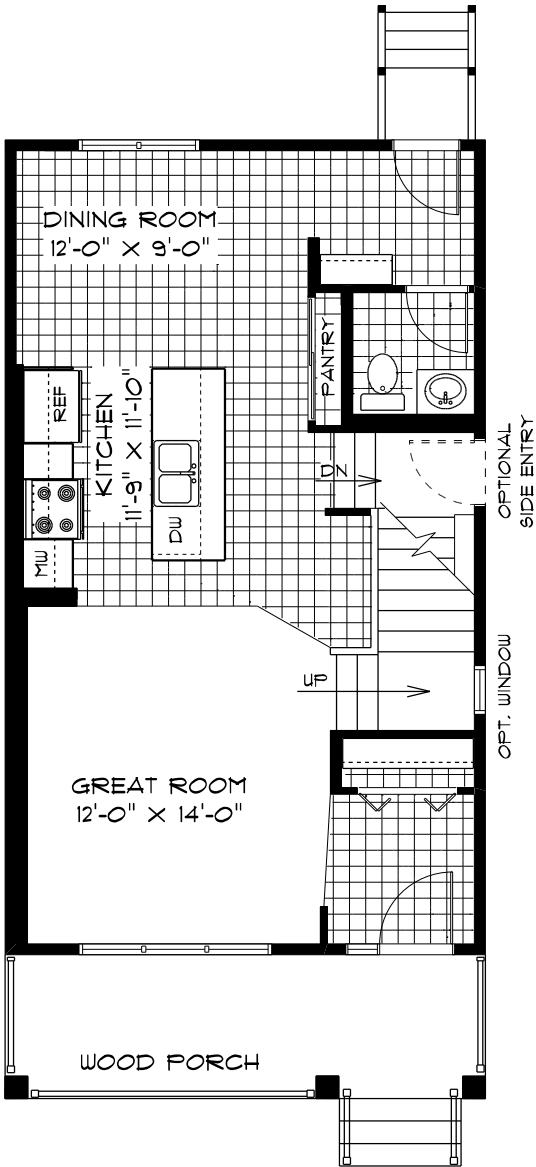 DINING ROOM
12'-0" X 9'-0"
PANTRY
REF
KITCHEN
11'-9" X 11'-10"
DN
OPTIONAL
SIDE ENTRY
DW
MW
UP
OPT. WINDOW
GREAT ROOM
12'-0" X 14'-0"
WOOD PORCH